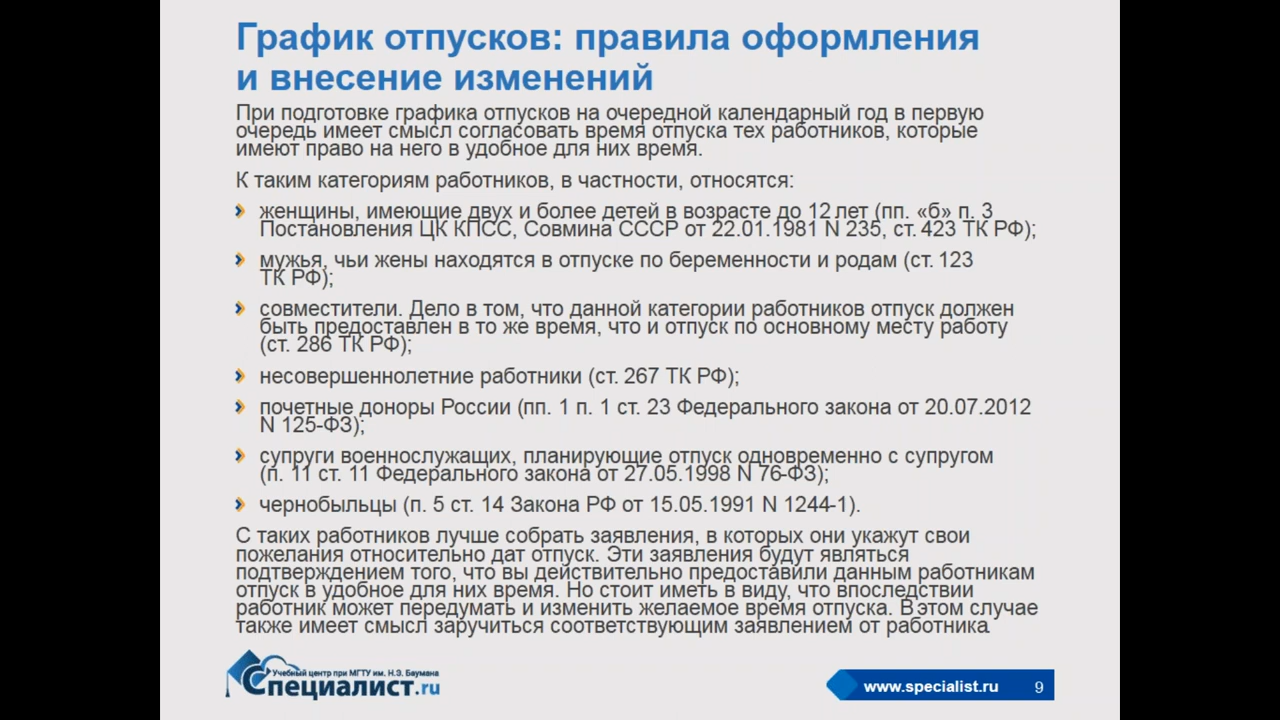 График отпусков: правила оформления
и внесение изменений
При подготовке графика отпусков на очередной календарный год в первую
очередь имеет смысл согласовать время отпуска тех работников, которые
имеют право на него в удобное для них время.
К таким категориям работников, в частности, относятся:
женщины, имеющие двух и более детей в возрасте до 12 лет (пп. «б» п. 3
Постановления ЦК КПСС, Совмина СССР от 22.01.1981 N 235, ст. 423 ТК РФ);
мужья, чьи жены находятся в отпуске по беременности и родам (ст. 123
ТК РФ);
совместители. Дело в том, что данной категории работников отпуск должен
быть предоставлен в то же время, что и отпуск по основному месту работу
(ст. 286 ТК РФ);
несовершеннолетние работники (ст. 267 ТК РФ);
почетные доноры России (пп. 1 п. 1 ст. 23 Федерального закона от 20.07.2012
N 125-ФЗ);
супруги военнослужащих, планирующие отпуск одновременно с супругом
(п. 11 ст. 11 Федерального закона от 27.05.1998 N 76-ФЗ);
чернобыльцы (п. 5 ст. 14 Закона РФ от 15.05.1991 N 1244-1).
С таких работников лучше собрать заявления, в которых они укажут свои
пожелания относительно дат отпуск. Эти заявления будут являться
подтверждением того, что вы действительно предоставили данным работникам
отпуск в удобное для них время. Но стоит иметь в виду, что впоследствии
работник может передумать и изменить желаемое время отпуска. В этом случае
также имеет смысл заручиться соответствующим заявлением от работника.
Учебный центр при МГТУ им. Н.Э. Баумана
Специалист.ru
www.specialist.ru 9